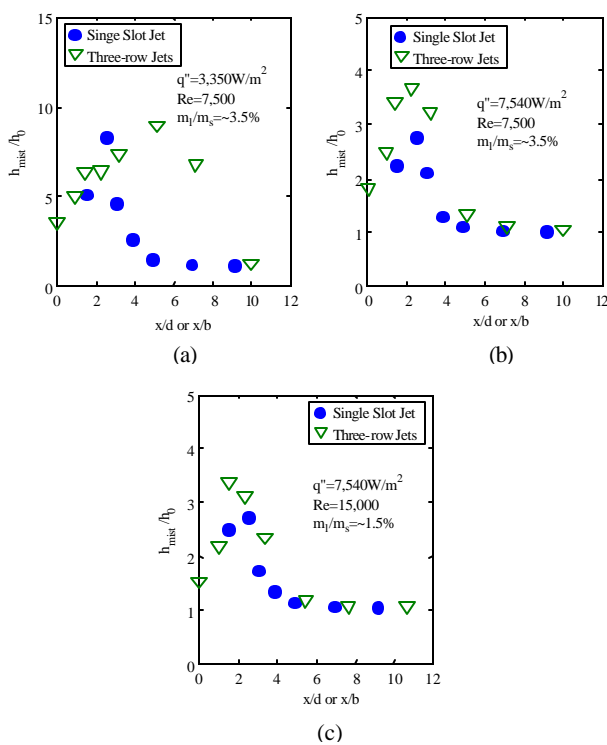 Singe Slot Jet
Three-row Jets
q"=3,350W/m²
Re=7,500
ml/ms=~3.5%
hmist/h0
15
10
5
0
0 2 4 6 8 10 12
x/d or x/b
(a)
Single Slot Jet
Three-row Jets
q"=7,540W/m²
Re=7,500
ml/ms=~3.5%
hmist/h0
5
4
3
2
1
0
0 2 4 6 8 10 12
x/d or x/b
(b)
Single Slot Jet
Three-row Jets
q"=7,540W/m²
Re=15,000
ml/ms=~1.5%
hmist/h0
5
4
3
2
1
0
0 2 4 6 8 10 12
x/d or x/b
(c)